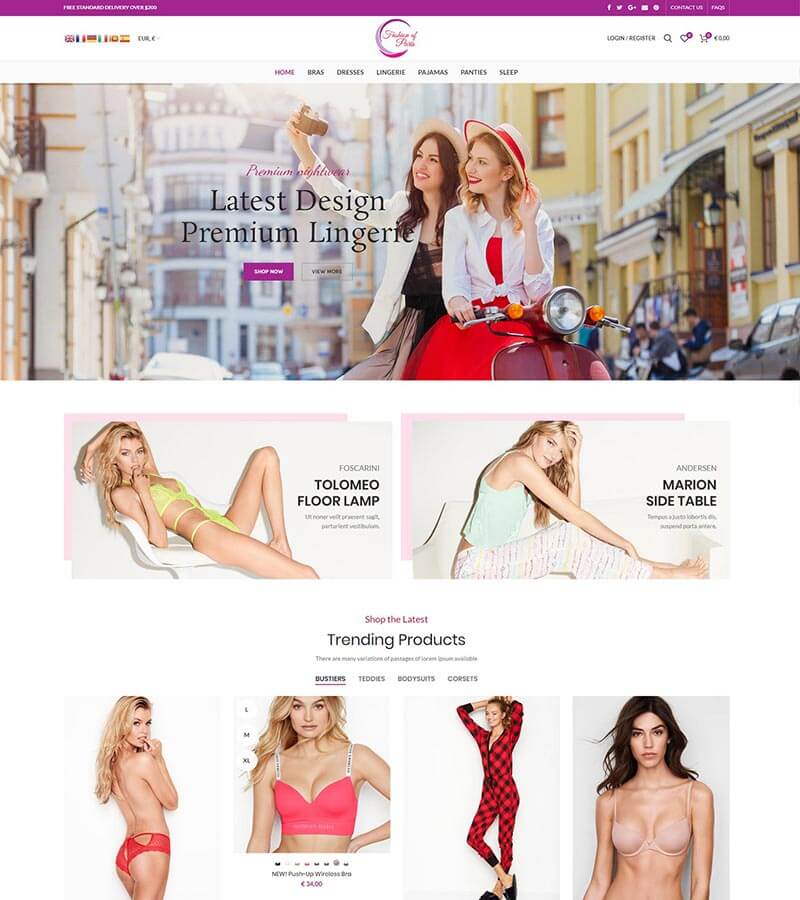 FREE STANDARD DELIVERY OVER $200
CONTACT US
FAQS
EUR, €
Fashion of
Paris
LOGIN / REGISTER
0
0
€ 0,00
HOME
BRAS
DRESSES
LINGERIE
PAJAMAS
PANTIES
SLEEP
Premium nightwear
Latest Design
Premium Lingerie
SHOP NOW
VIEW MORE
FOSCARINI
TOLOMEO
FLOOR LAMP
Ut noner velit praesent sagit,
parturient vestibulum.
ANDERSEN
MARION
SIDE TABLE
Tempus a justo lobortis dis,
suspend porta antere.
Shop the Latest
Trending Products
There are many variations of passages of lorem ipsum available
BUSTIERS
TEDDIES
BODYSUITS
CORSETS
L
M
XL
NEW! Push-Up Wireless Bra
€ 34,00